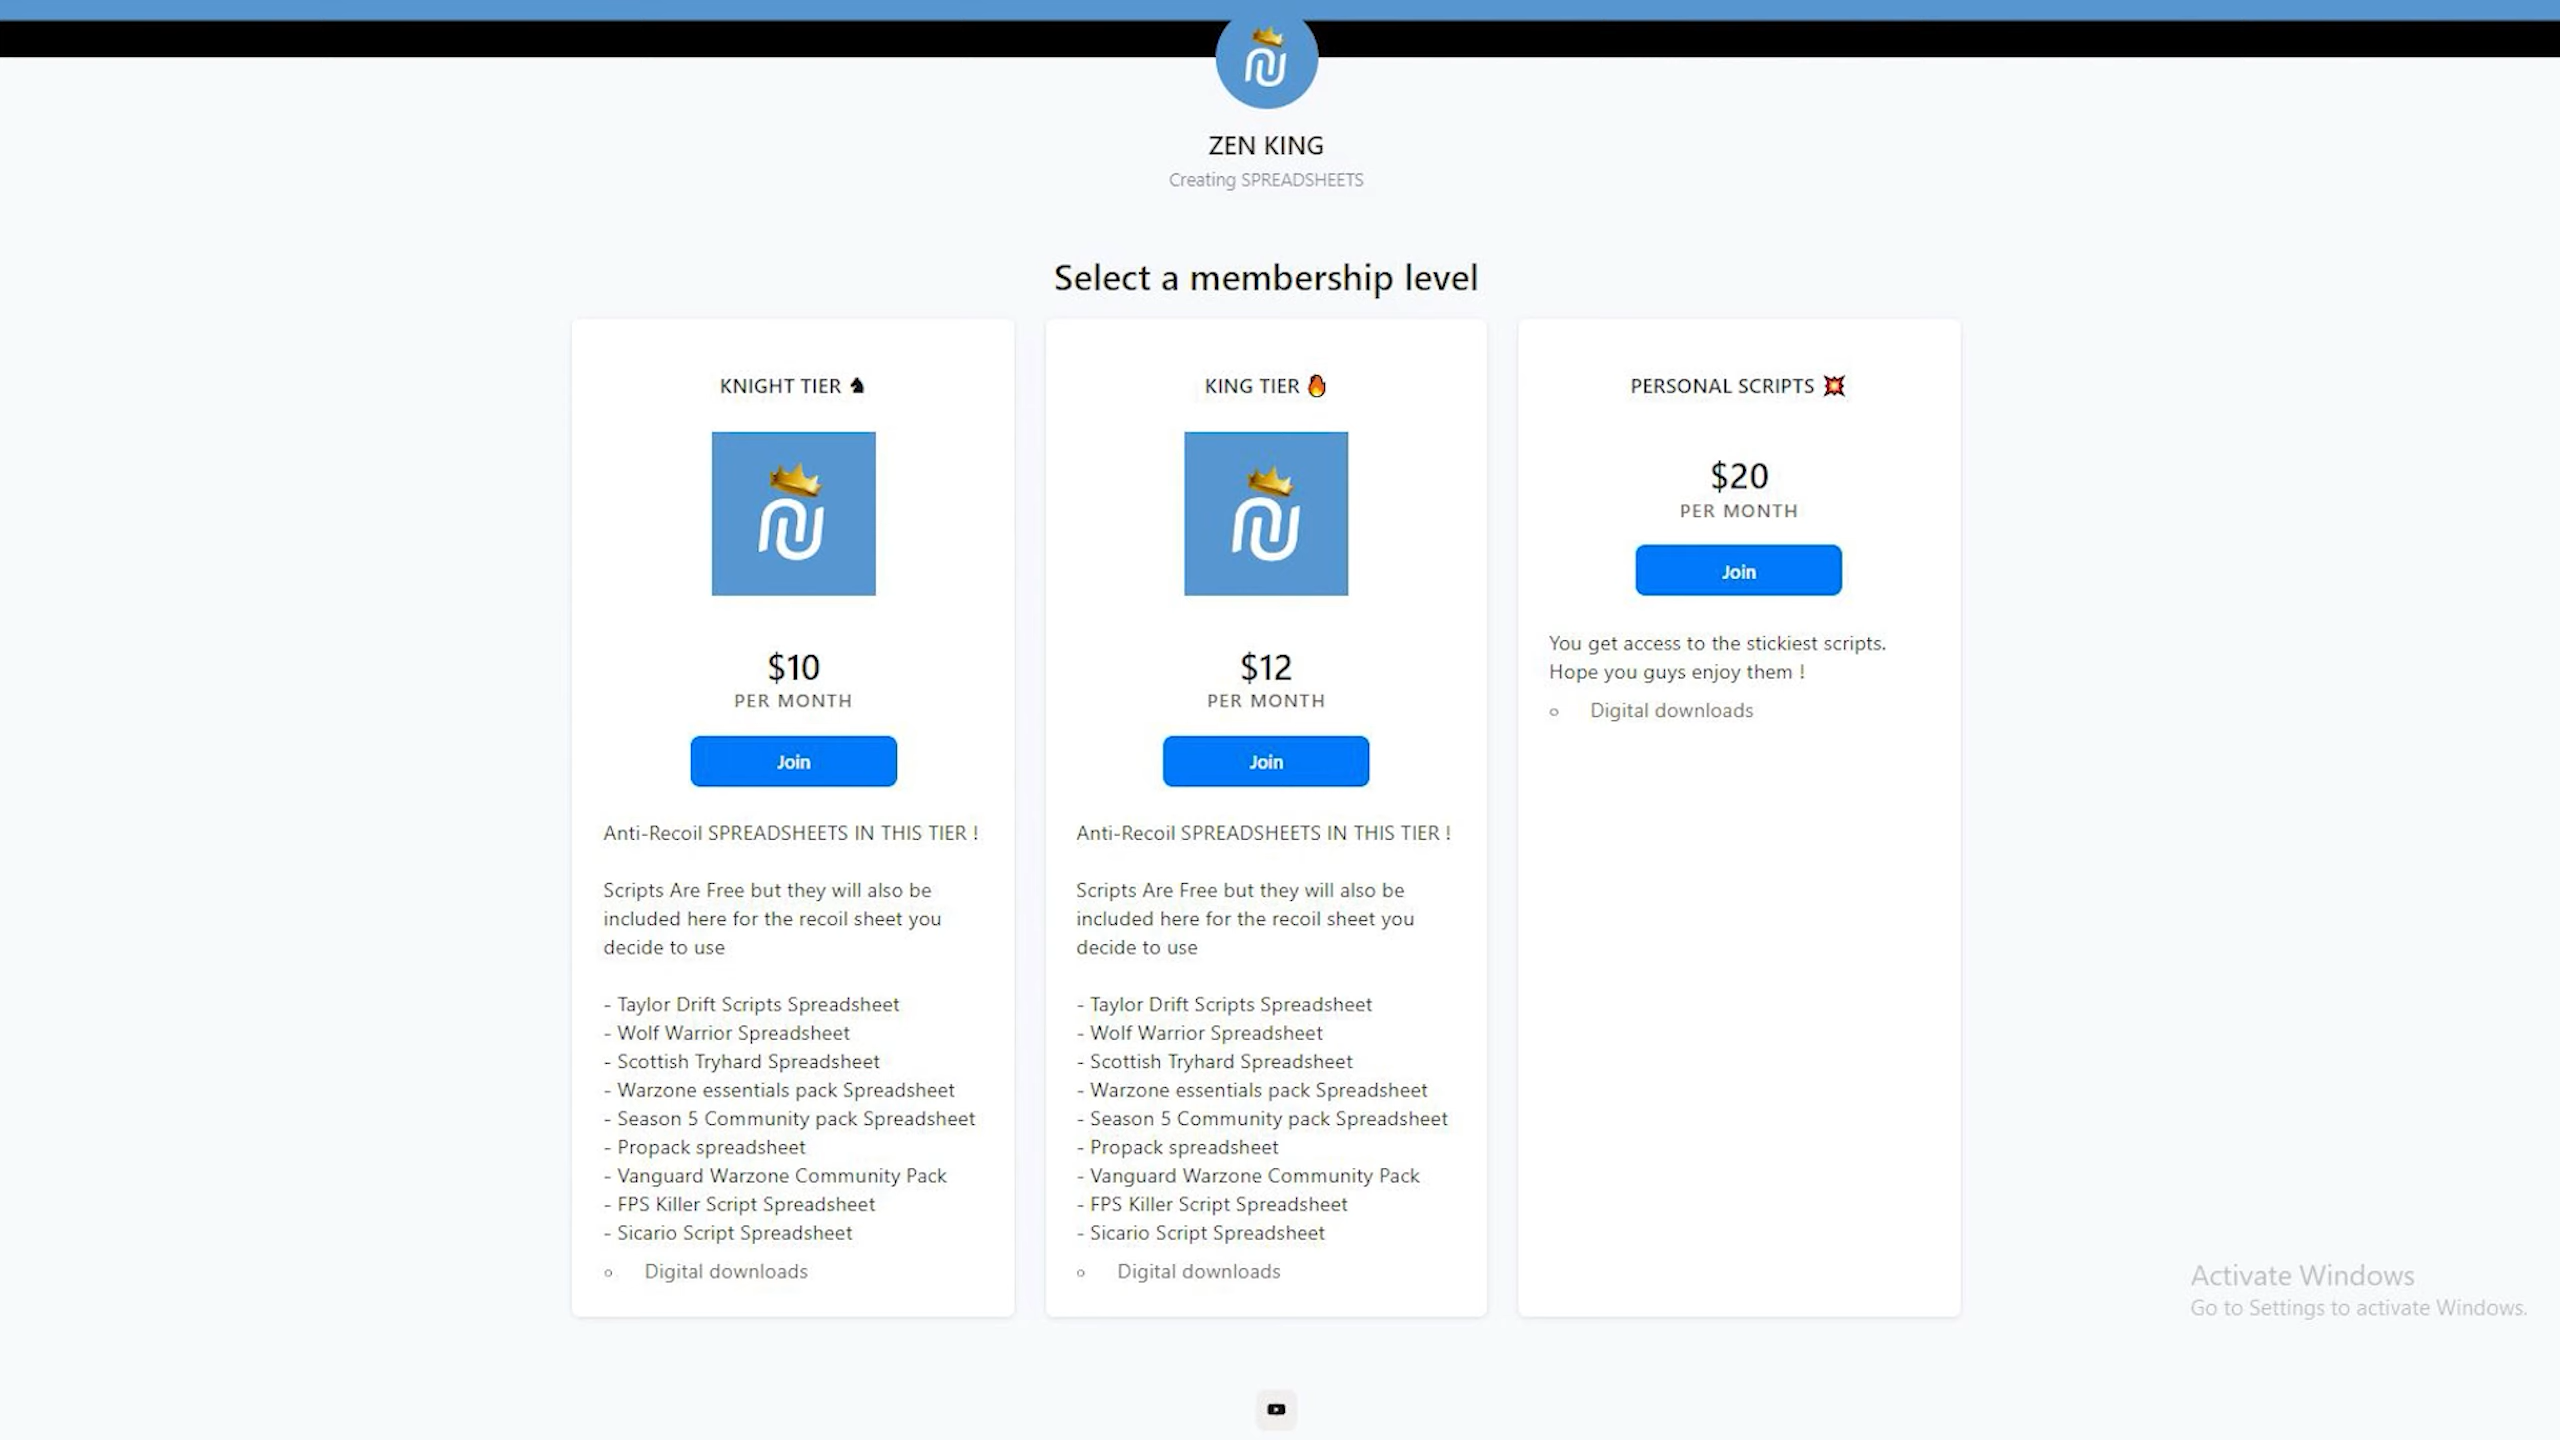 ZEN KING
Creating SPREADSHEETS
Select a membership level
KNIGHT TIER ♞
$10
PER MONTH
Join
Anti-Recoil SPREADSHEETS IN THIS TIER !
Scripts Are Free but they will also be
included here for the recoil sheet you
decide to use
- Taylor Drift Scripts Spreadsheet
- Wolf Warrior Spreadsheet
- Scottish Tryhard Spreadsheet
- Warzone essentials pack Spreadsheet
- Season 5 Community pack Spreadsheet
- Propack spreadsheet
- Vanguard Warzone Community Pack
- FPS Killer Script Spreadsheet
- Sicario Script Spreadsheet
Digital downloads
KING TIER 🔥
$12
PER MONTH
Join
Anti-Recoil SPREADSHEETS IN THIS TIER !
Scripts Are Free but they will also be
included here for the recoil sheet you
decide to use
- Taylor Drift Scripts Spreadsheet
- Wolf Warrior Spreadsheet
- Scottish Tryhard Spreadsheet
- Warzone essentials pack Spreadsheet
- Season 5 Community pack Spreadsheet
- Propack spreadsheet
- Vanguard Warzone Community Pack
- FPS Killer Script Spreadsheet
- Sicario Script Spreadsheet
Digital downloads
PERSONAL SCRIPTS 💥
$20
PER MONTH
Join
You get access to the stickiest scripts.
Hope you guys enjoy them !
Digital downloads
Activate Windows
Go to Settings to activate Windows.